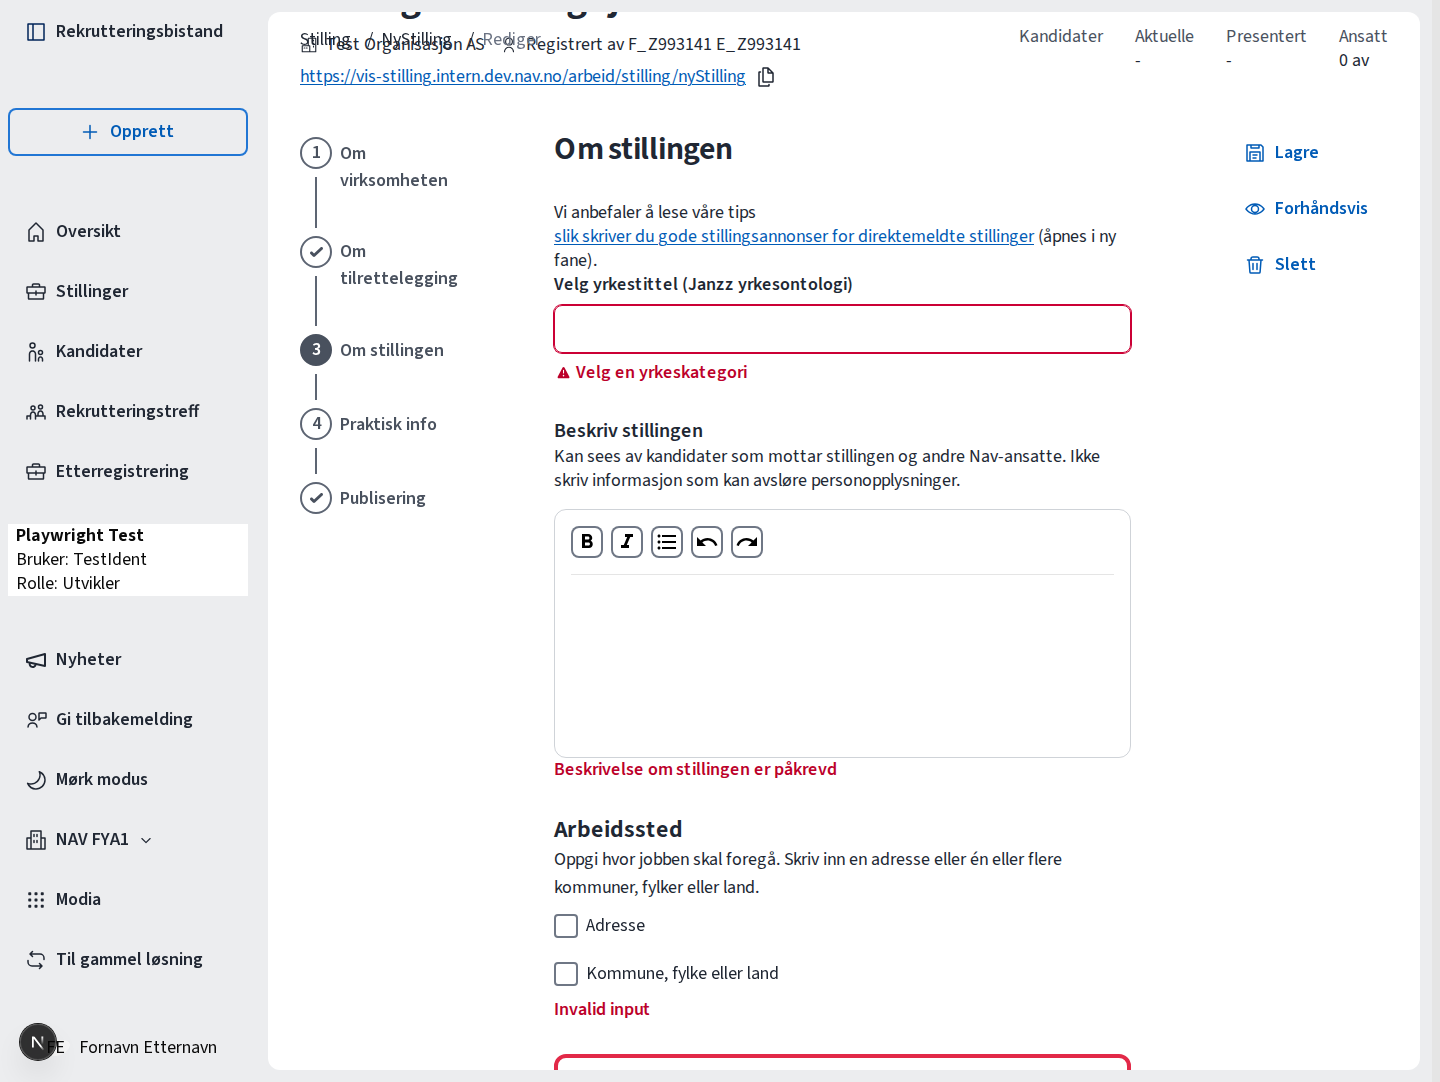 Rekrutteringsbistand
Opprett
Oversikt
Stillinger
Kandidater
Rekrutteringstreff
Etterregistrering
Playwright Test
Bruker: TestIdent
Rolle: Utvikler
Nyheter
Gi tilbakemelding
Mørk modus
NAV FYA1
Modia
Til gammel løsning
N FE Fornavn Etternavn
Stilling / NyStilling / Rediger
Test Organisasjon AS Registrert av F_Z993141 E_Z993141
https://vis-stilling.intern.dev.nav.no/arbeid/stilling/nyStilling
Kandidater Aktuelle Presentert Ansatt
- - 0 av
1 Om
virksomheten
Om
tilrettelegging
3 Om stillingen
4 Praktisk info
Publisering
Om stillingen
Vi anbefaler å lese våre tips
slik skriver du gode stillingsannonser for direktemeldte stillinger (åpnes i ny
fane).
Velg yrkestittel (Janzz yrkesontologi)
Velg en yrkeskategori
Beskriv stillingen
Kan sees av kandidater som mottar stillingen og andre Nav-ansatte. Ikke
skriv informasjon som kan avsløre personopplysninger.
B I
Beskrivelse om stillingen er påkrevd
Arbeidssted
Oppgi hvor jobben skal foregå. Skriv inn en adresse eller én eller flere
kommuner, fylker eller land.
Adresse
Kommune, fylke eller land
Invalid input
Lagre
Forhåndsvis
Slett